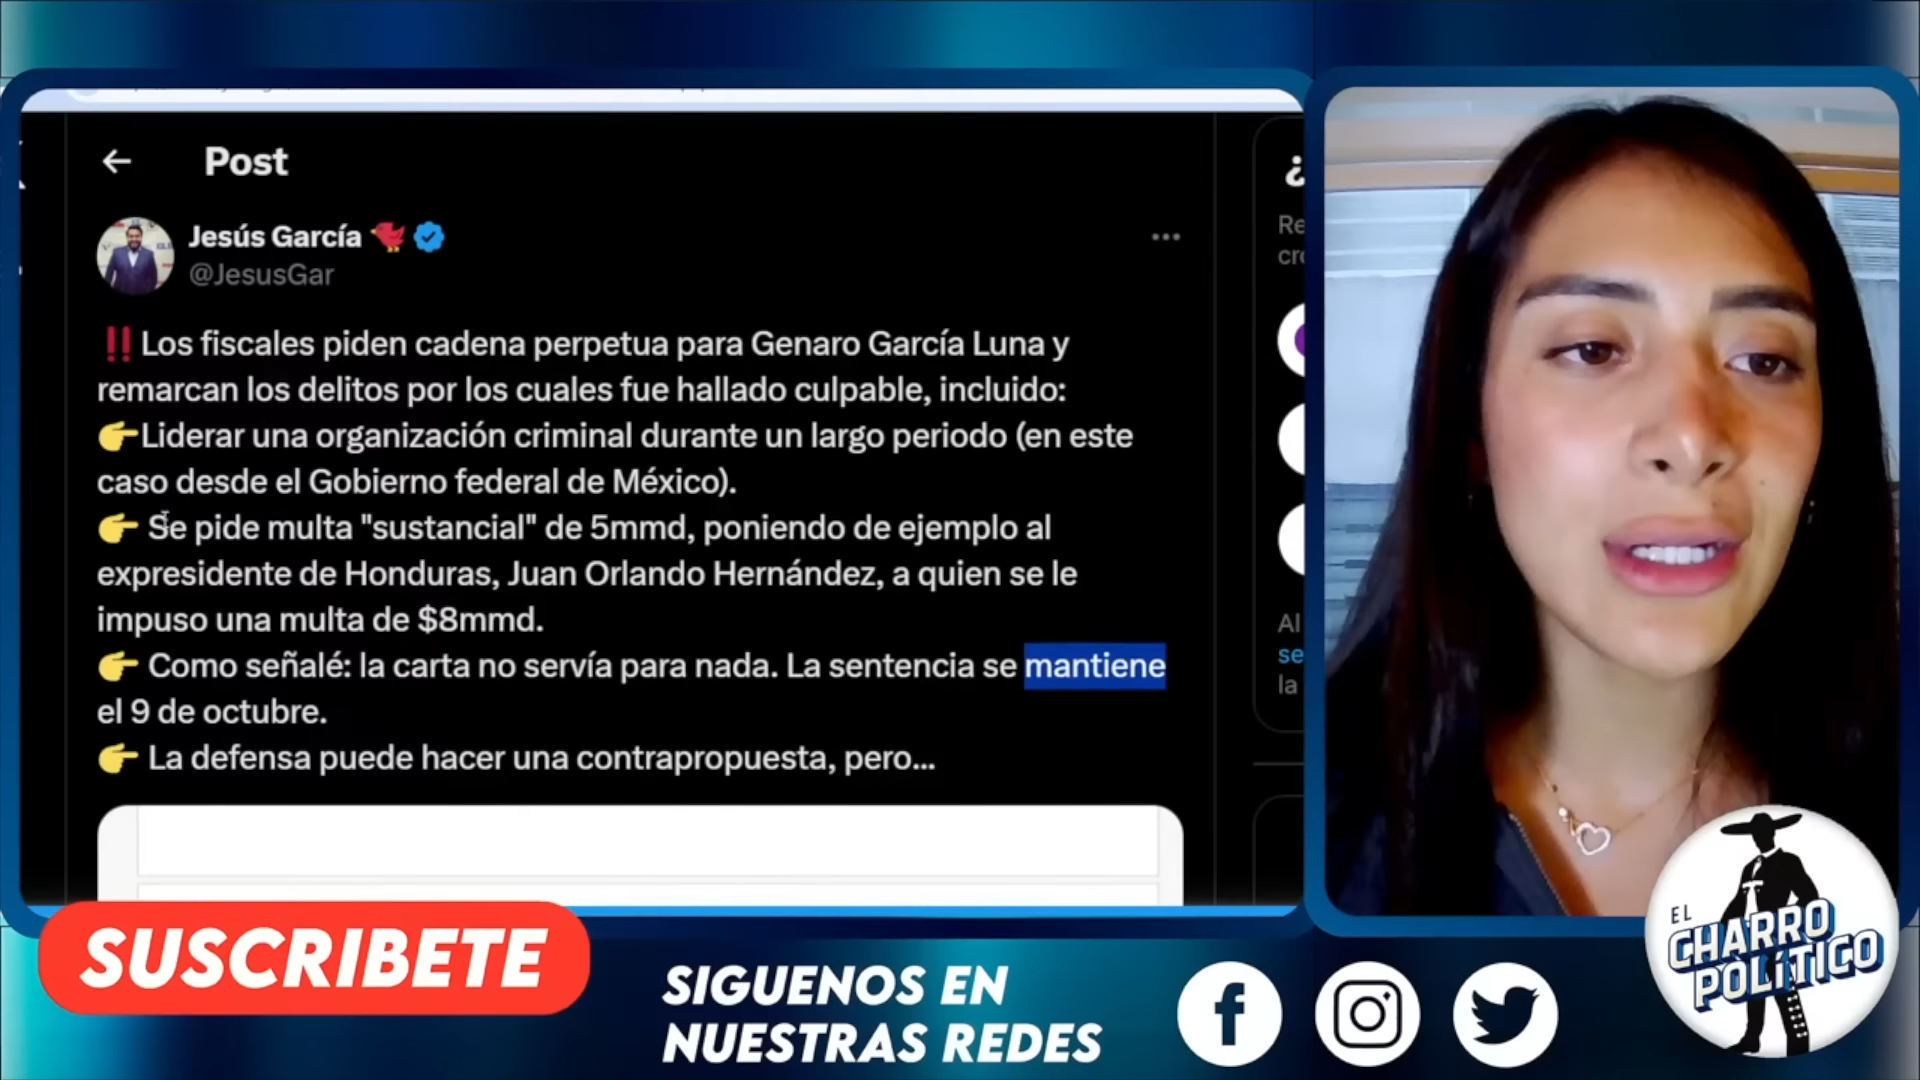 Post
Jesús García
@JesusGar
‼️Los fiscales piden cadena perpetua para Genaro García Luna y
remarcan los delitos por los cuales fue hallado culpable, incluido:
👉Liderar una organización criminal durante un largo periodo (en este
caso desde el Gobierno federal de México).
👉 Se pide multa "sustancial" de 5mmd, poniendo de ejemplo al
expresidente de Honduras, Juan Orlando Hernández, a quien se le
impuso una multa de $8mmd.
👉 Como señalé: la carta no servía para nada. La sentencia se mantiene
el 9 de octubre.
👉 La defensa puede hacer una contrapropuesta, pero...
¿
Re
cr
Al
se
la
SUSCRIBETE
SIGUENOS EN
NUESTRAS REDES
EL
CHARRO
POLÍTICO